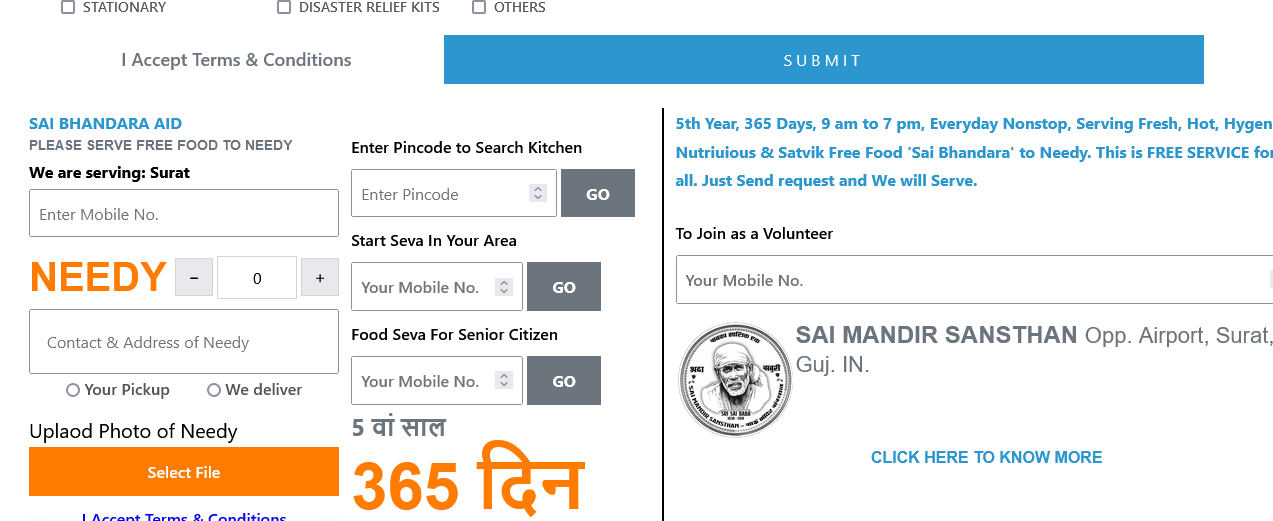 STATIONARY
DISASTER RELIEF KITS
OTHERS
I Accept Terms & Conditions
SUBMIT
SAI BHANDARA AID
PLEASE SERVE FREE FOOD TO NEEDY
We are serving: Surat
Enter Mobile No.
NEEDY - 0 +
Contact & Address of Needy
Your Pickup
We deliver
Uplaod Photo of Needy
Select File
I Accept Terms & Conditions
Enter Pincode to Search Kitchen
Enter Pincode
GO
Start Seva In Your Area
Your Mobile No.
GO
Food Seva For Senior Citizen
Your Mobile No.
GO
5 वां साल
365 दिन
5th Year, 365 Days, 9 am to 7 pm, Everyday Nonstop, Serving Fresh, Hot, Hygen
Nutriuious & Satvik Free Food 'Sai Bhandara' to Needy. This is FREE SERVICE for
all. Just Send request and We will Serve.
To Join as a Volunteer
Your Mobile No.
श्रद्धा
सबुरी
SRI SAI BABA
SAI MANDIR SANSTHAN
SAI MANDIR SANSTHAN Opp. Airport, Surat,
Guj. IN.
CLICK HERE TO KNOW MORE